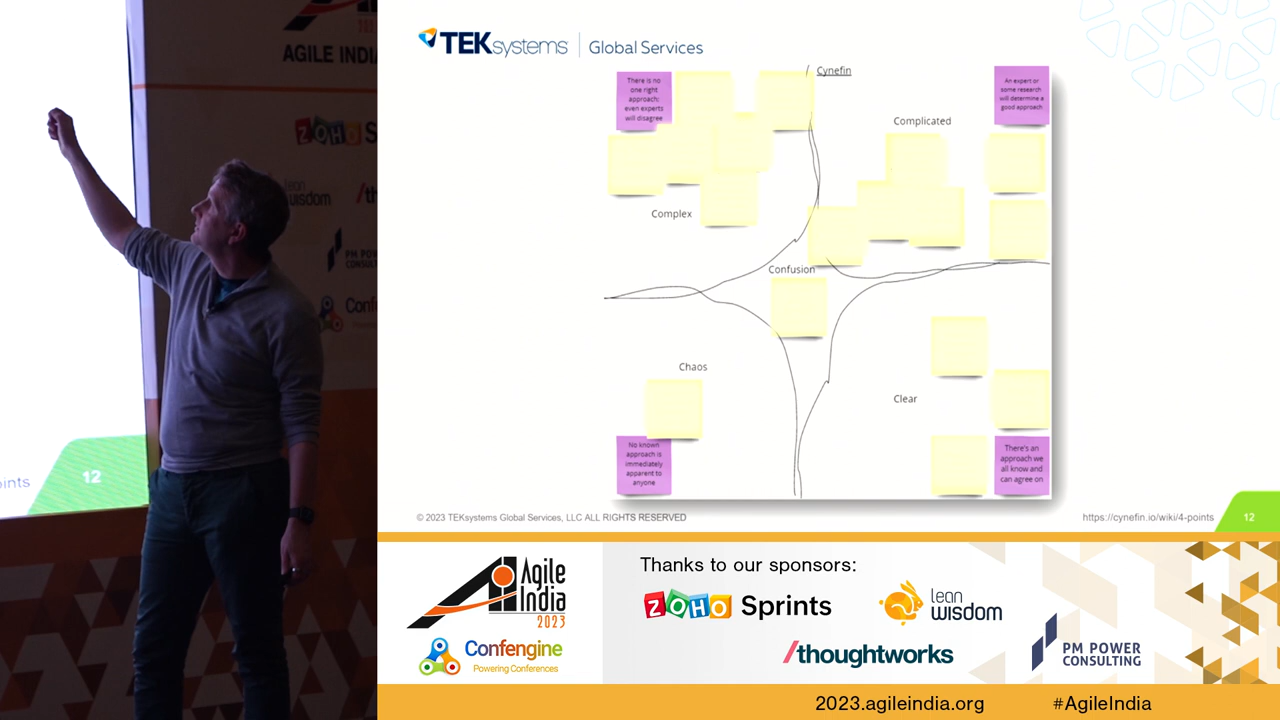 AGILE INDIA
ZOHO S
lean
wisdom
/th
PM POWER
CONSULTING
Conf
ints
12
TEKsystems | Global Services
Cynefin
There is no
one right
approach:
even experts
will disagree
An expert or
some research
will determine a
good approach
Complicated
Complex
Confusion
Chaos
Clear
No known
approach is
immediately
apparent to
anyone
There's an
approach we
all know and
can agree on
© 2023 TEKsystems Global Services, LLC ALL RIGHTS RESERVED
https://cynefin.io/wiki/4-points
12
Agile
India
2023
Confengine
Powering Conferences
Thanks to our sponsors:
ZOHO Sprints
lean
wisdom
/thoughtworks
PM POWER
CONSULTING
2023.agileindia.org
#AgileIndia